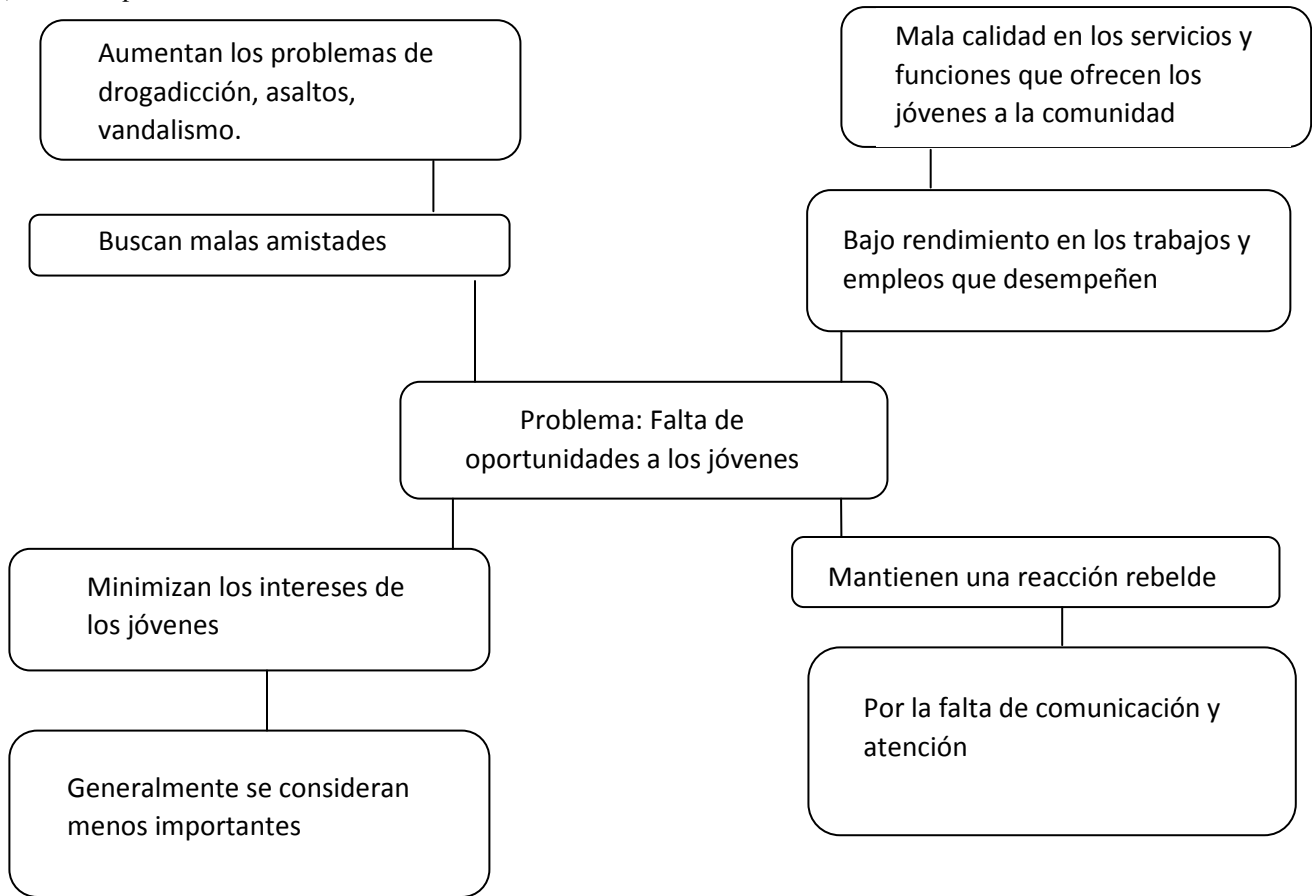 Aumentan los problemas de
drogadicción, asaltos,
vandalismo.
Mala calidad en los servicios y
funciones que ofrecen los
jóvenes a la comunidad
Buscan malas amistades
Bajo rendimiento en los trabajos y
empleos que desempeñen
Problema: Falta de
oportunidades a los jóvenes
Minimizan los intereses de
los jóvenes
Mantienen una reacción rebelde
Por la falta de comunicación y
atención
Generalmente se consideran
menos importantes